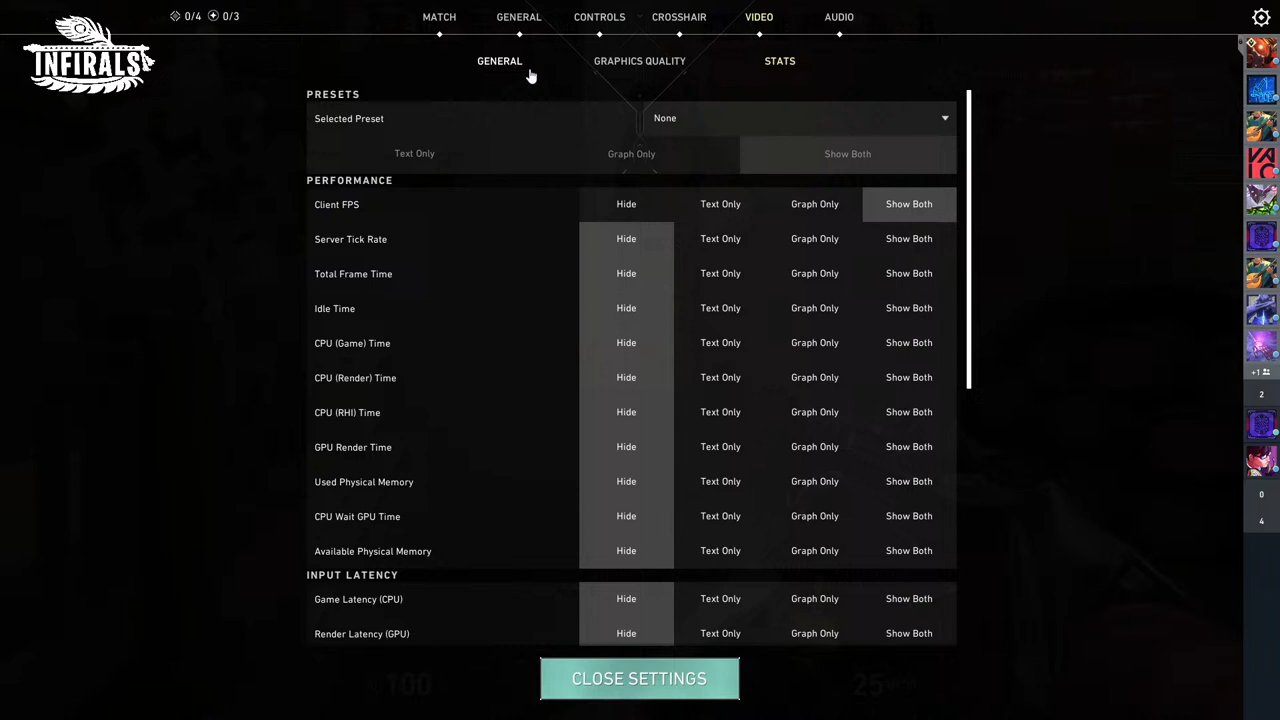 0/4 0/3
MATCH GENERAL CONTROLS CROSSHAIR VIDEO AUDIO
INFIRALS
GENERAL GRAPHICS QUALITY STATS
PRESETS
Selected Preset None
Text Only Graph Only Show Both
PERFORMANCE
Client FPS Hide Text Only Graph Only Show Both
Server Tick Rate Hide Text Only Graph Only Show Both
Total Frame Time Hide Text Only Graph Only Show Both
Idle Time Hide Text Only Graph Only Show Both
CPU (Game) Time Hide Text Only Graph Only Show Both
CPU (Render) Time Hide Text Only Graph Only Show Both
+1
2
CPU (RHI) Time Hide Text Only Graph Only Show Both
GPU Render Time Hide Text Only Graph Only Show Both
Used Physical Memory Hide Text Only Graph Only Show Both
0
CPU Wait GPU Time Hide Text Only Graph Only Show Both
4
Available Physical Memory Hide Text Only Graph Only Show Both
INPUT LATENCY
Game Latency (CPU) Hide Text Only Graph Only Show Both
Render Latency (GPU) Hide Text Only Graph Only Show Both
CLOSE SETTINGS
100 25